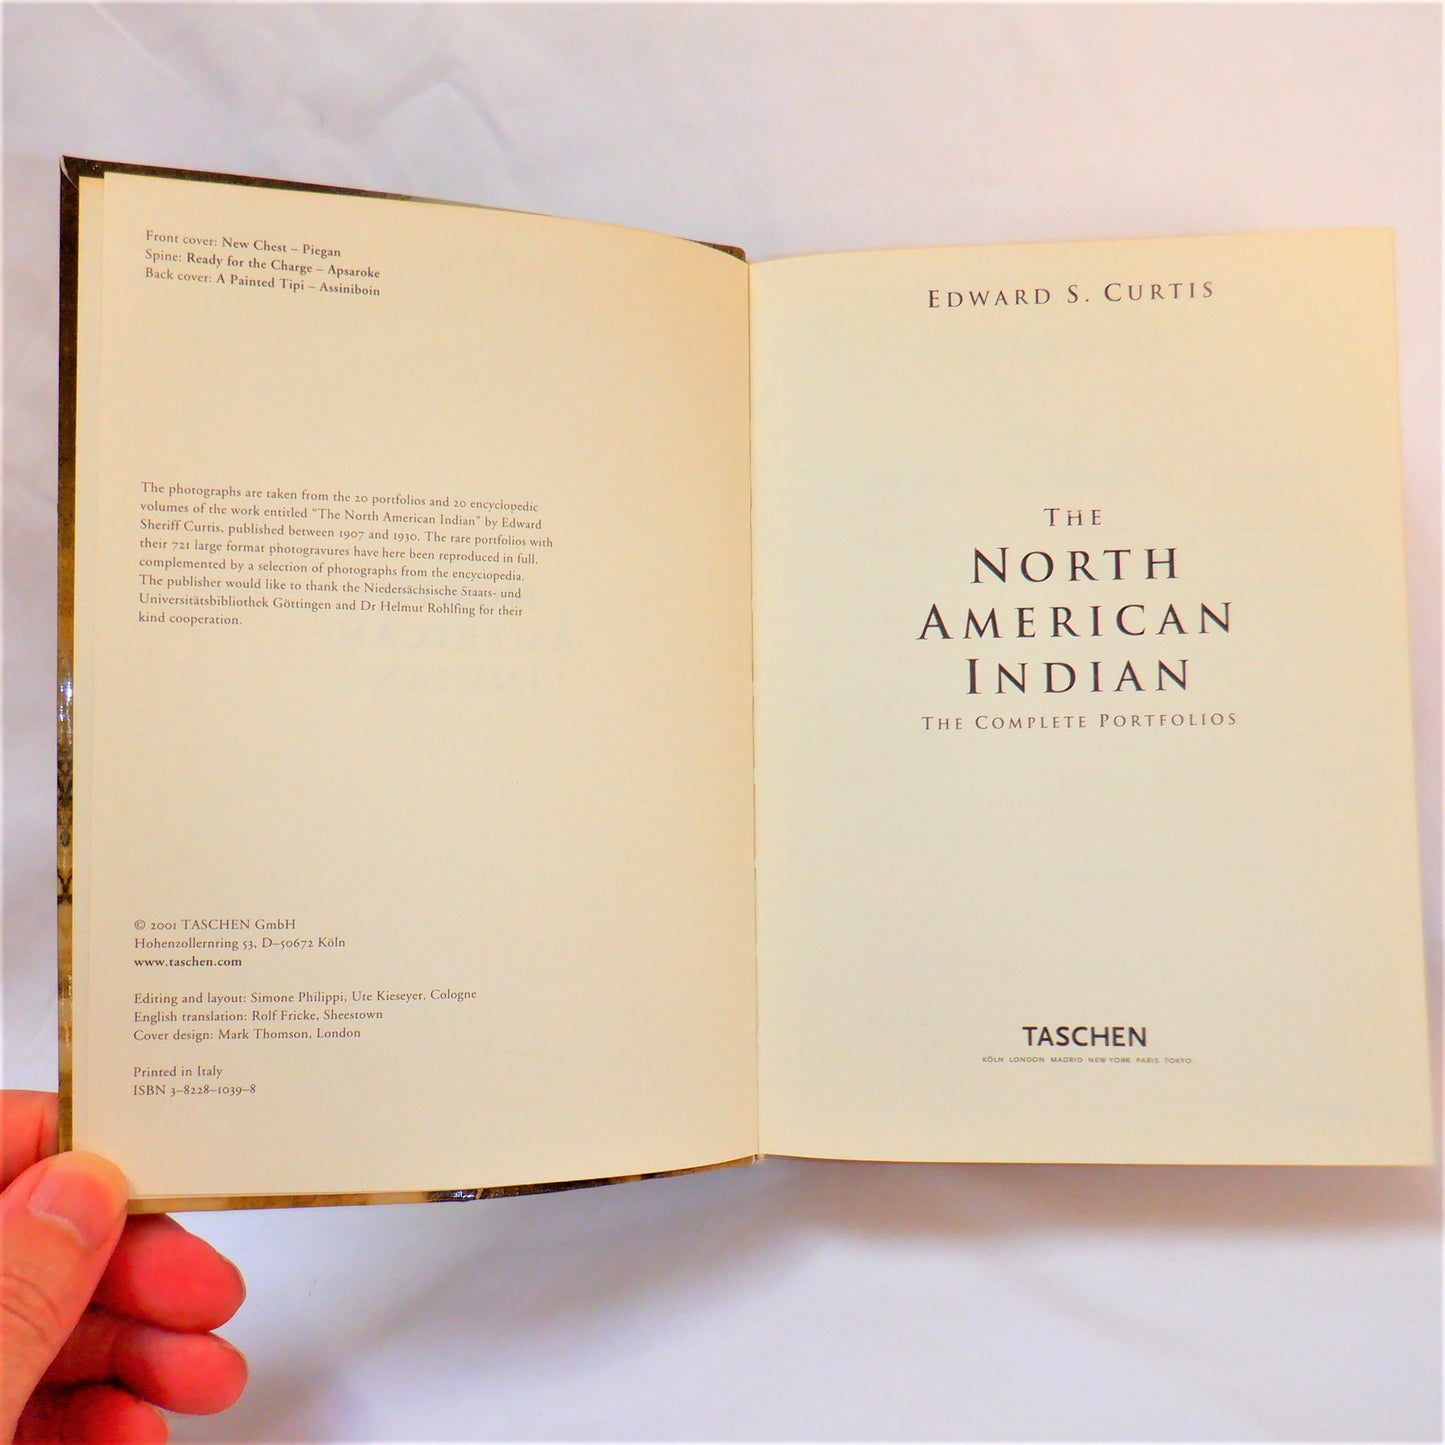 Front cover: New Chest – Piegan
Spine: Ready for the Charge – Apsaroke
Back cover: A Painted Tipi – Assiniboin
The photographs are taken from the 20 portfolios and 20 encyclopedic
volumes of the work entitled "The North American Indian" by Edward
Sheriff Curtis, published between 1907 and 1930. The rare portfolios with
their 721 large format photogravures have here been reproduced in full,
complemented by a selection of photographs from the encyclopedia.
The publisher would like to thank the Niedersächsische Staats- und
Universitätsbibliothek Göttingen and Dr Helmut Rohlfing for their
kind cooperation.
© 2001 TASCHEN GmbH
Hohenzollernring 53, D–50672 Köln
www.taschen.com
Editing and layout: Simone Philippi, Ute Kieseyer, Cologne
English translation: Rolf Fricke, Sheestown
Cover design: Mark Thomson, London
Printed in Italy
ISBN 3–8228–1039–8
EDWARD S. CURTIS
THE
NORTH
AMERICAN
INDIAN
THE COMPLETE PORTFOLIOS
TASCHEN
KÖLN LONDON MADRID NEW YORK PARIS TOKYO